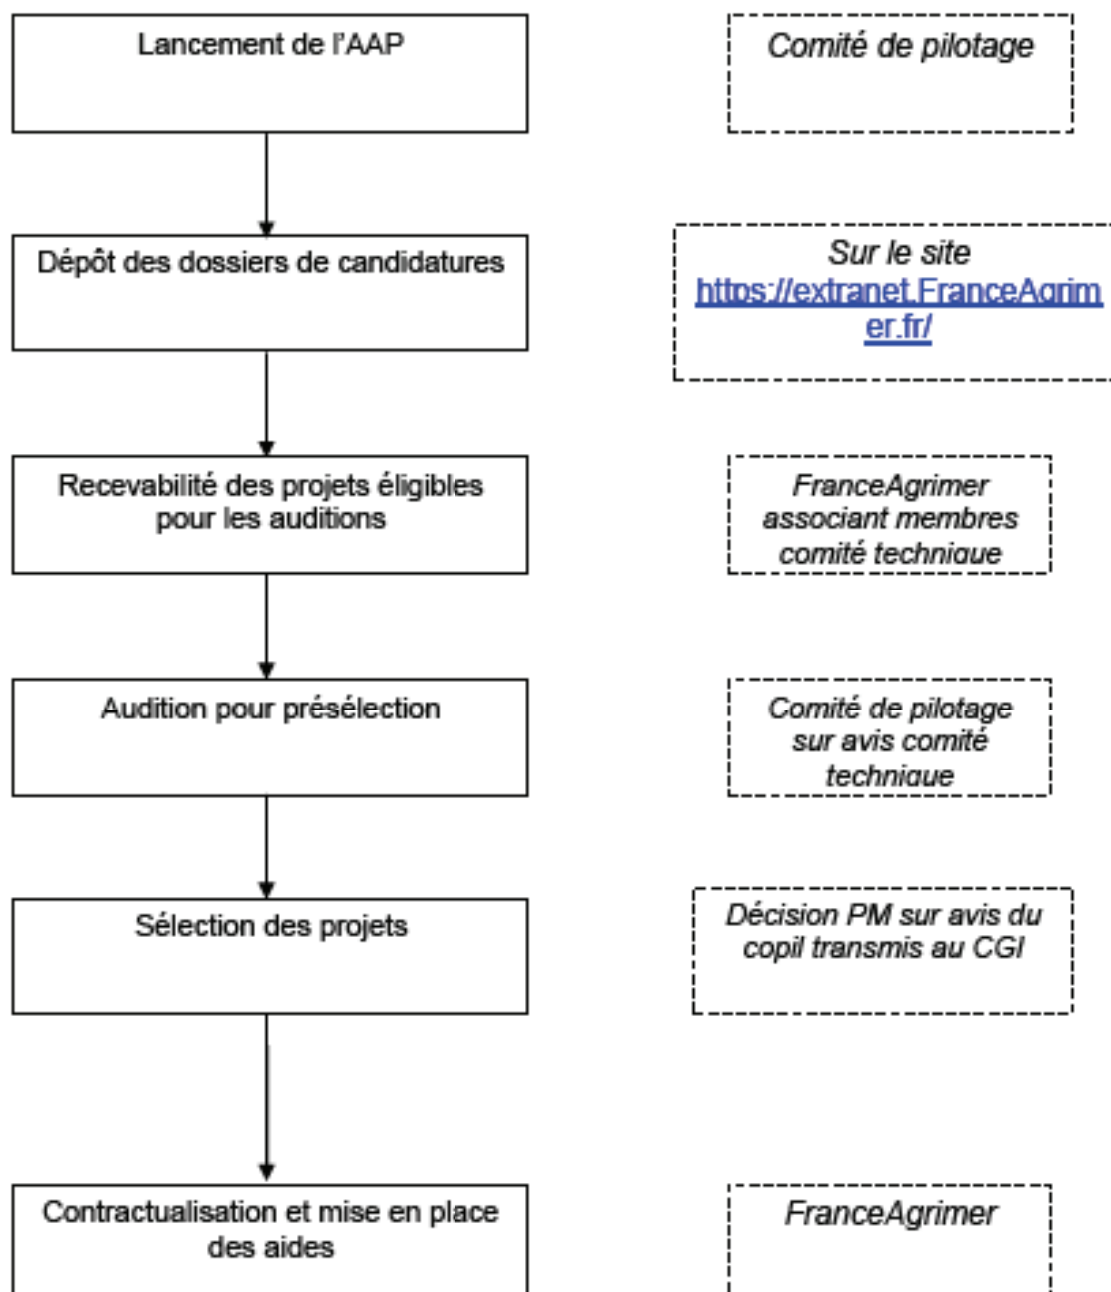 Lancement de l'AAP
Comité de pilotage
Dépôt des dossiers de candidatures
Sur le site
https://extranet.FranceAgrim
er.fr/
Recevabilité des projets éligibles
pour les auditions
FranceAgrimer
associant membres
comité technique
Audition pour présélection
Comité de pilotage
sur avis comité
technique
Sélection des projets
Décision PM sur avis du
copil transmis au CGI
Contractualisation et mise en place
des aides
FranceAgrimer